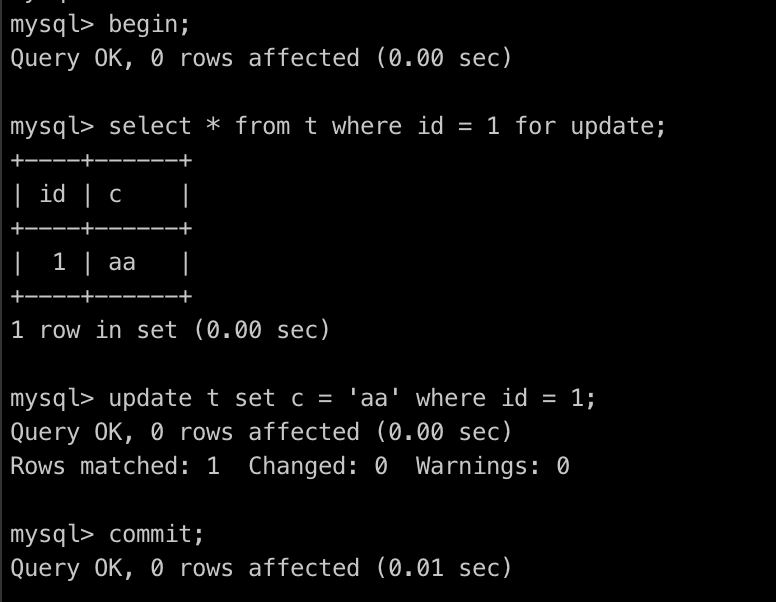 mysql> begin;
Query OK, 0 rows affected (0.00 sec)
mysql> select * from t where id = 1 for update;
+----+------+
| id | c    |
+----+------+
|  1 | aa   |
+----+------+
1 row in set (0.00 sec)
mysql> update t set c = 'aa' where id = 1;
Query OK, 0 rows affected (0.00 sec)
Rows matched: 1  Changed: 0  Warnings: 0
mysql> commit;
Query OK, 0 rows affected (0.01 sec)